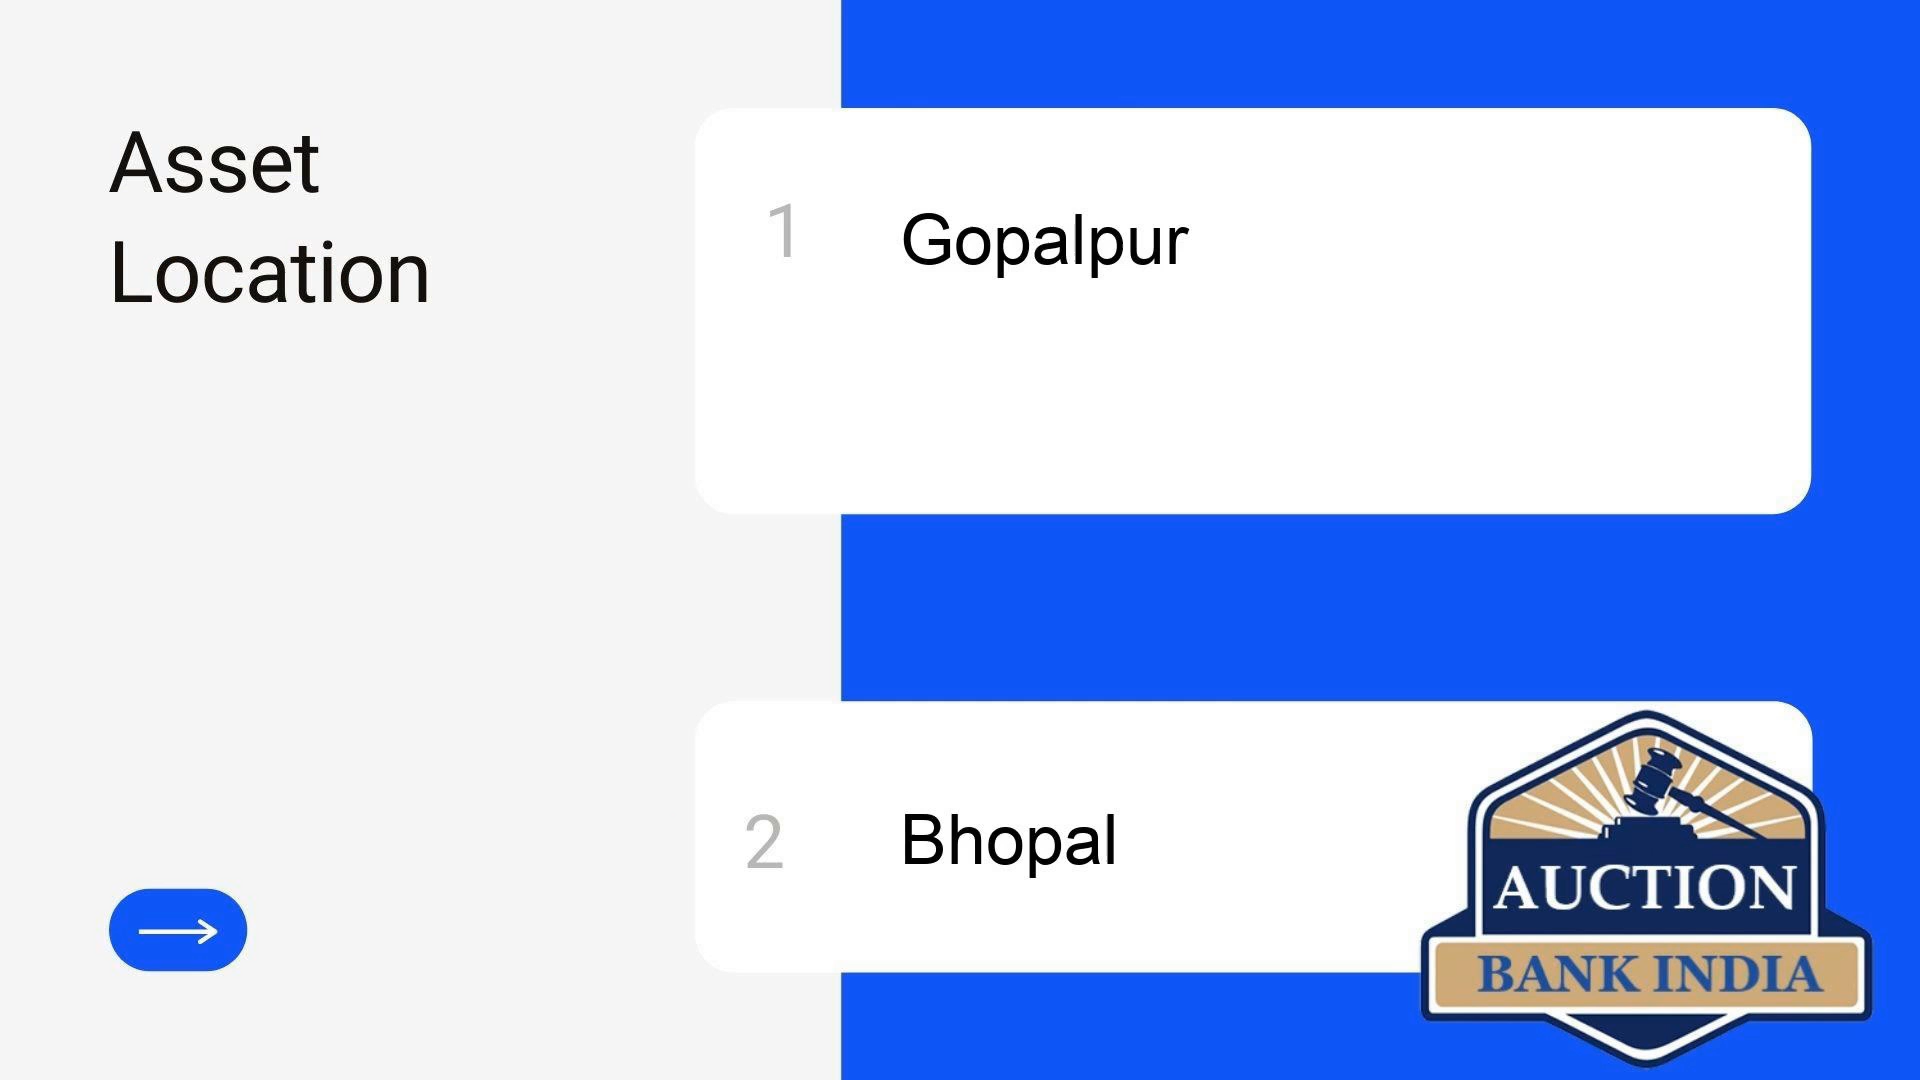 Asset
Location
1
Gopalpur
2
Bhopal
AUCTION
BANK INDIA